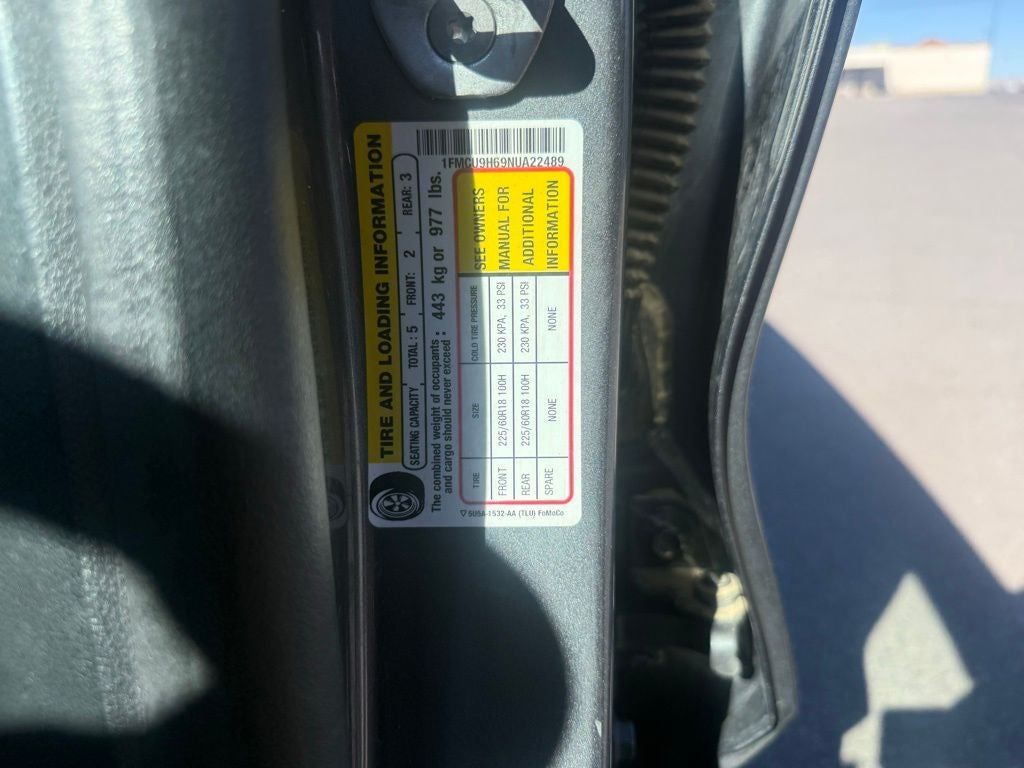 1FMCU9H69NUA22489
TIRE AND LOADING INFORMATION
SEATING CAPACITY TOTAL: 5 FRONT: 2 REAR: 3
The combined weight of occupants and cargo should never exceed : 443 kg or 977 lbs.
TIRE SIZE COLD TIRE PRESSURE
FRONT 225/60R18 100H 230 KPA, 33 PSI
REAR 225/60R18 100H 230 KPA, 33 PSI
SPARE NONE NONE
SEE OWNERS
MANUAL FOR
ADDITIONAL
INFORMATION
5U5A-1532-AA (TLU) FoMoCo